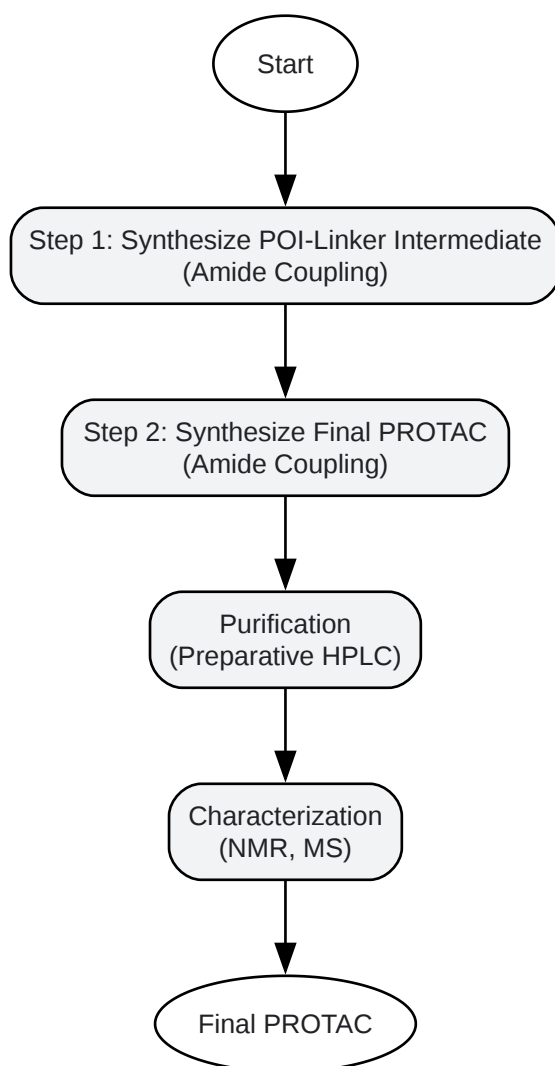 Start
Step 1: Synthesize POI-Linker Intermediate
(Amide Coupling)
Step 2: Synthesize Final PROTAC
(Amide Coupling)
Purification
(Preparative HPLC)
Characterization
(NMR, MS)
Final PROTAC